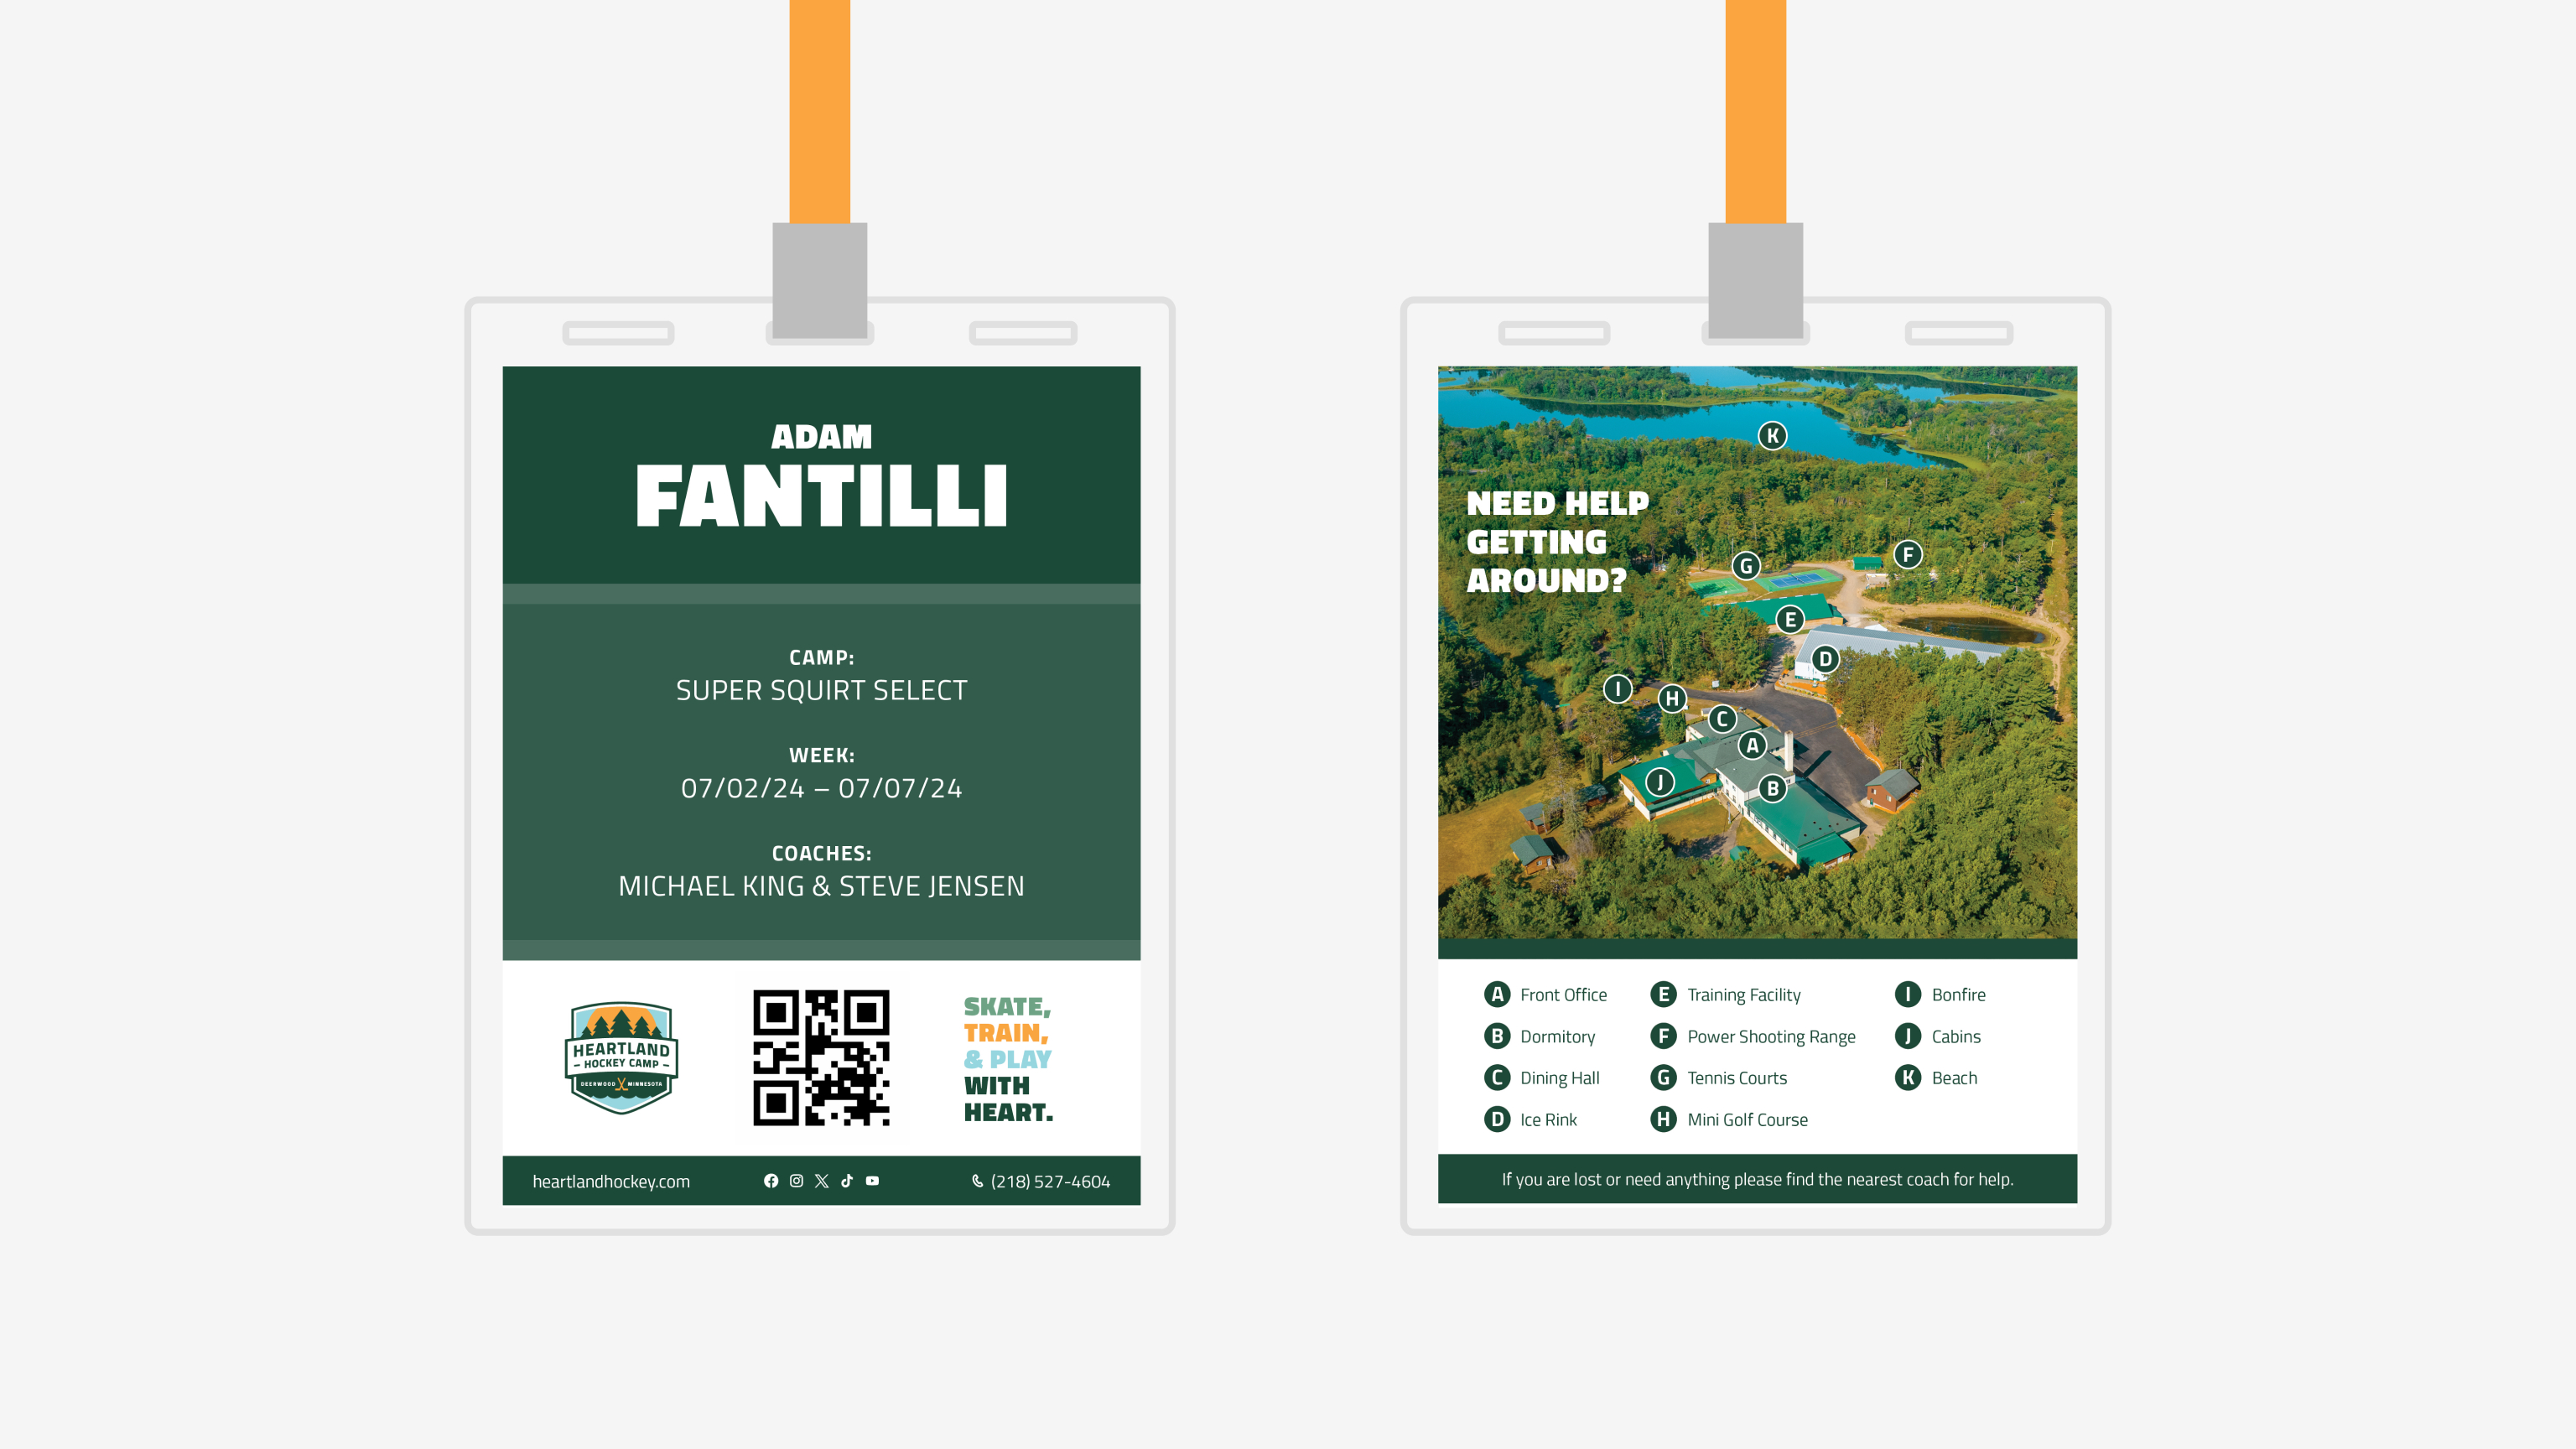 ADAM
FANTILLI
CAMP:
SUPER SQUIRT SELECT
WEEK:
07/02/24 – 07/07/24
COACHES:
MICHAEL KING & STEVE JENSEN
HEARTLAND
- HOCKEY CAMP -
DEERWOOD MINNESOTA
SKATE,
TRAIN,
& PLAY
WITH
HEART.
heartlandhockey.com
(218) 527-4604
K
NEED HELP
GETTING
AROUND?
F
G
E
D
I
H
C
A
J
B
A Front Office
B Dormitory
C Dining Hall
D Ice Rink
E Training Facility
F Power Shooting Range
G Tennis Courts
H Mini Golf Course
I Bonfire
J Cabins
K Beach
If you are lost or need anything please find the nearest coach for help.